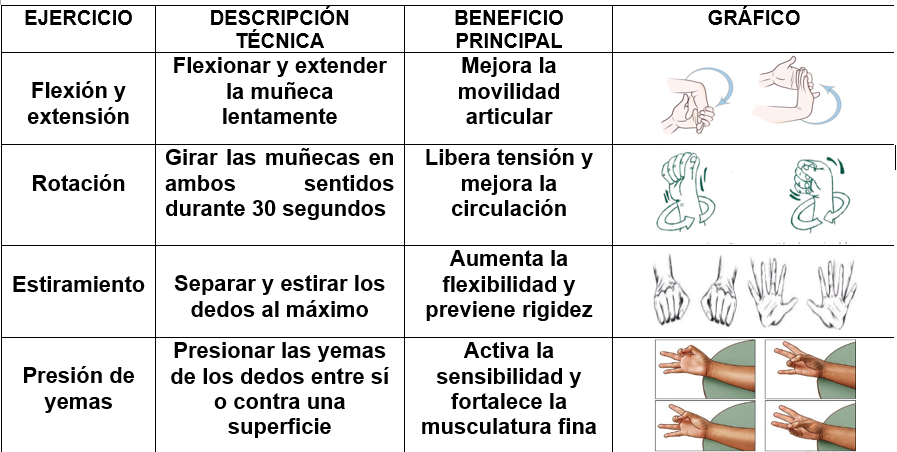 EJERCICIO
DESCRIPCIÓN
TÉCNICA
BENEFICIO
PRINCIPAL
GRÁFICO
Flexión y
extensión
Flexionar y extender
la muñeca
lentamente
Mejora la
movilidad
articular
Rotación
Girar las muñecas en
ambos sentidos
durante 30 segundos
Libera tensión y
mejora la
circulación
Estiramiento
Separar y estirar los
dedos al máximo
Aumenta la
flexibilidad y
previene rigidez
Presión de
yemas
Presionar las yemas
de los dedos entre sí
o contra una
superficie
Activa la
sensibilidad y
fortalece la
musculatura fina